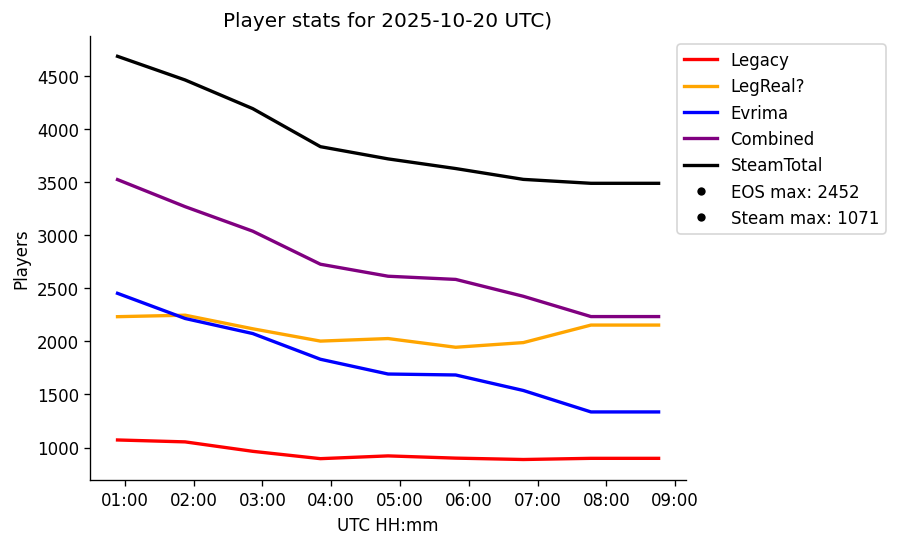 Player stats for 2025-10-20 UTC)
Legacy
LegReal?
Evrima
Combined
SteamTotal
EOS max: 2452
Steam max: 1071
Players
4500
4000
3500
3000
2500
2000
1500
1000
01:00 02:00 03:00 04:00 05:00 06:00 07:00 08:00 09:00
UTC HH:mm